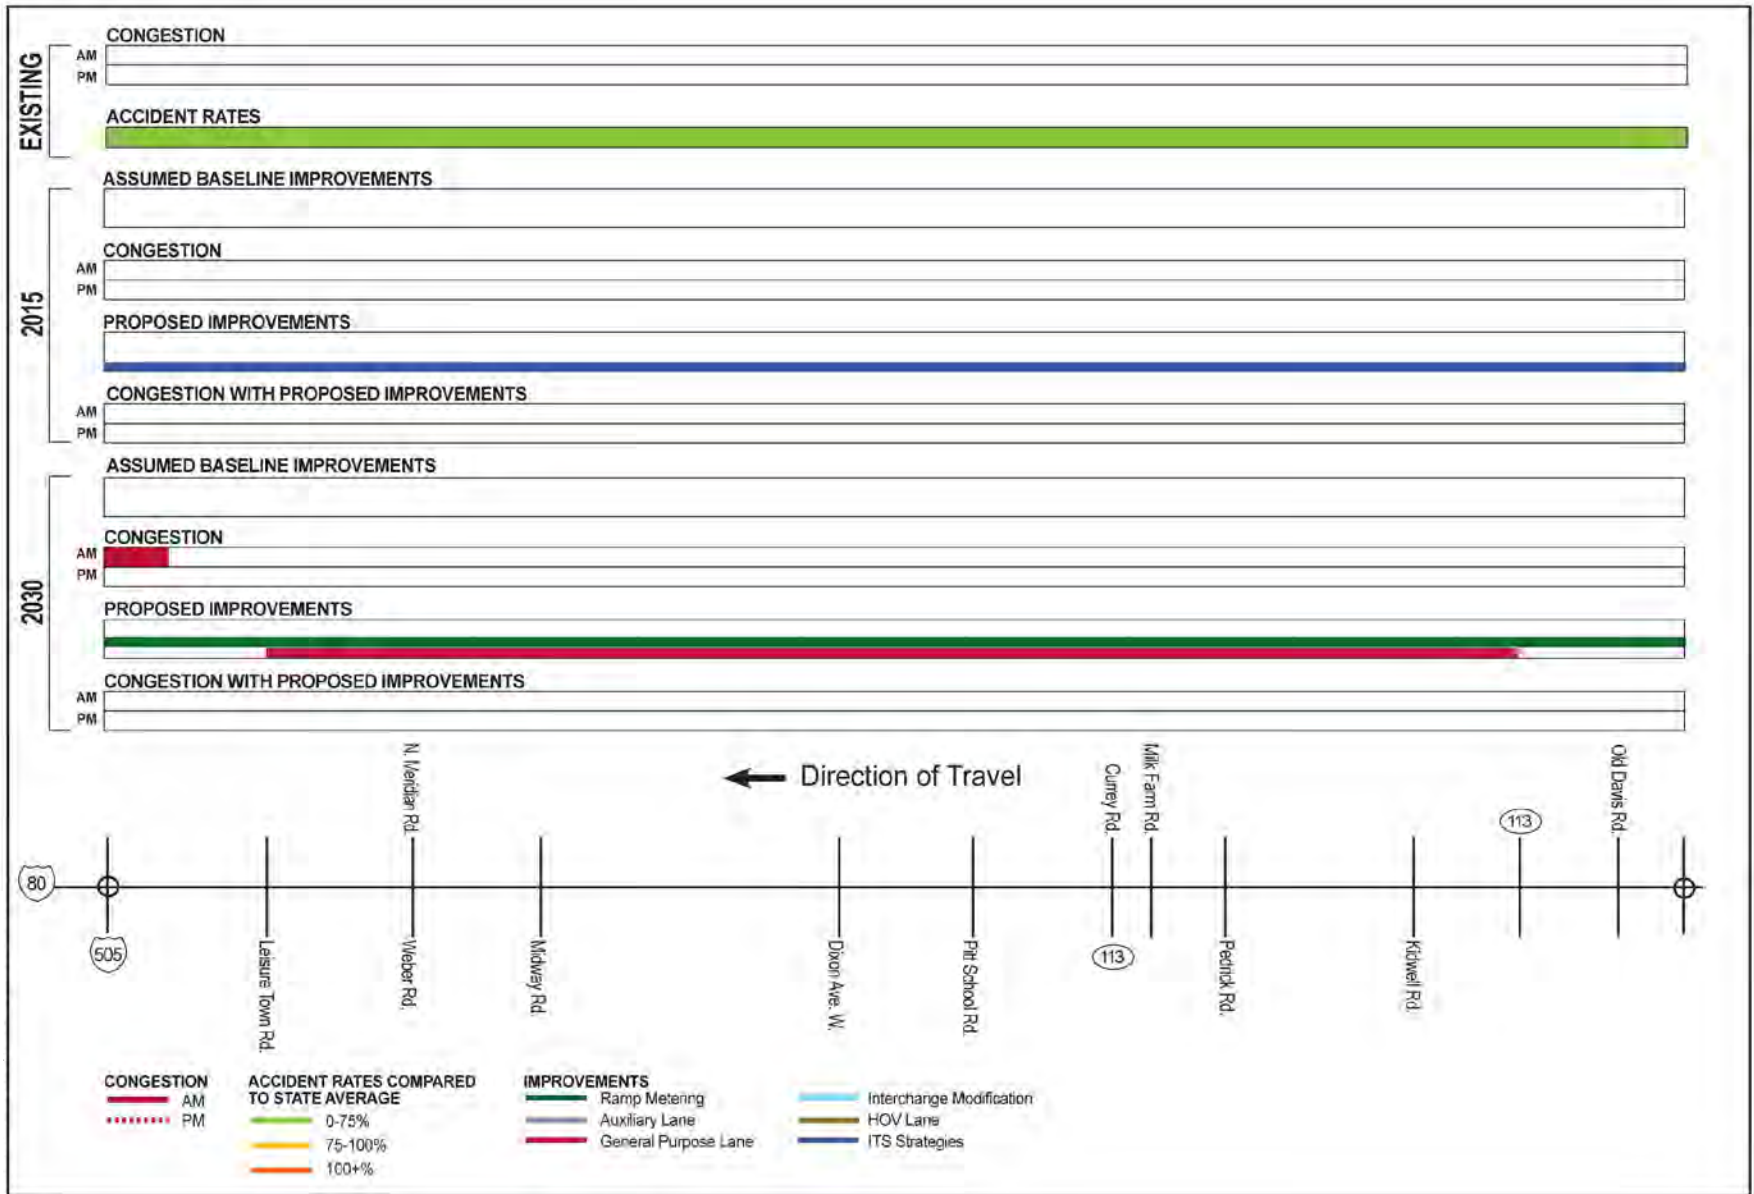 CONGESTION
AM
PM
EXISTING
ACCIDENT RATES
ASSUMED BASELINE IMPROVEMENTS
CONGESTION
AM
PM
2015
PROPOSED IMPROVEMENTS
CONGESTION WITH PROPOSED IMPROVEMENTS
AM
PM
ASSUMED BASELINE IMPROVEMENTS
CONGESTION
AM
PM
2030
PROPOSED IMPROVEMENTS
CONGESTION WITH PROPOSED IMPROVEMENTS
AM
PM
Direction of Travel
N. Meridian Rd.
Currey Rd.
Milk Farm Rd.
113
Old Davis Rd.
80
505
Leisure Town Rd.
Weber Rd.
Midway Rd.
Dixon Ave. W.
Pitt School Rd.
113
Pedrick Rd.
Kidwell Rd.
CONGESTION
AM
PM
ACCIDENT RATES COMPARED
TO STATE AVERAGE
0-75%
75-100%
100+%
IMPROVEMENTS
Ramp Metering
Auxiliary Lane
General Purpose Lane
Interchange Modification
HOV Lane
ITS Strategies